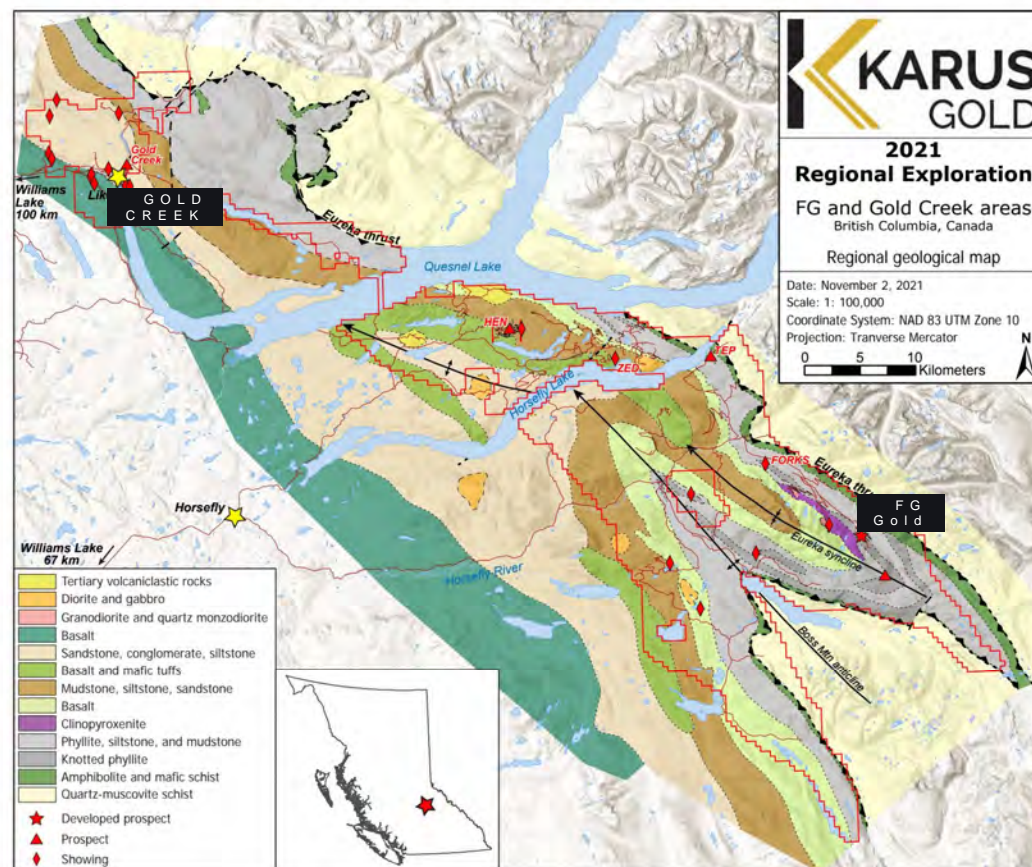 KARUS
GOLD
2021
Regional Exploration
FG and Gold Creek areas
British Columbia, Canada
Regional geological map
Date: November 2, 2021
Scale: 1: 100,000
Coordinate System: NAD 83 UTM Zone 10
Projection: Tranverse Mercator
0 5 10
Kilometers
N
Gold
Creek
Williams
Lake
100 km
Lik
GOLD
CREEK
Eureka thrust
Quesnel Lake
HEN
ZED
TEP
Horsefly Lake
FORKS
Eureka thru
FG
Gold
Eureka syncline
Horsefly
Williams Lake
67 km
Horsefly River
Boss Mtn anticline
Tertiary volcaniclastic rocks
Diorite and gabbro
Granodiorite and quartz monzodiorite
Basalt
Sandstone, conglomerate, siltstone
Basalt and mafic tuffs
Mudstone, siltstone, sandstone
Basalt
Clinopyroxenite
Phyllite, siltstone, and mudstone
Knotted phyllite
Amphibolite and mafic schist
Quartz-muscovite schist
Developed prospect
Prospect
Showing